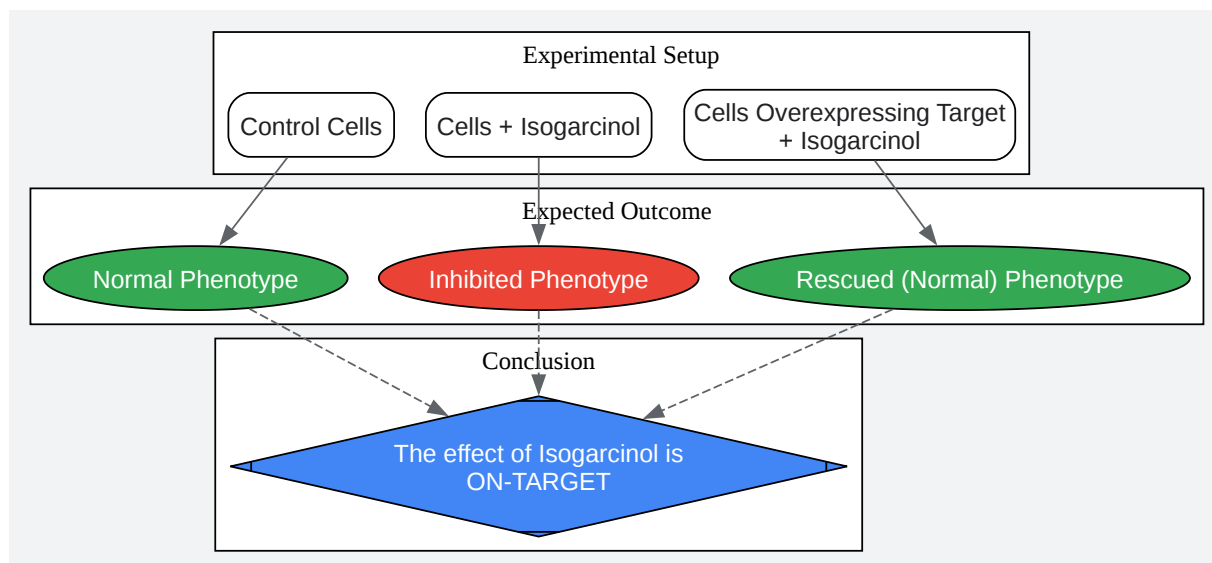 Experimental Setup
Control Cells
Cells + Isogarcinol
Cells Overexpressing Target
+ Isogarcinol
Expected Outcome
Normal Phenotype
Inhibited Phenotype
Rescued (Normal) Phenotype
Conclusion
The effect of Isogarcinol is
ON-TARGET